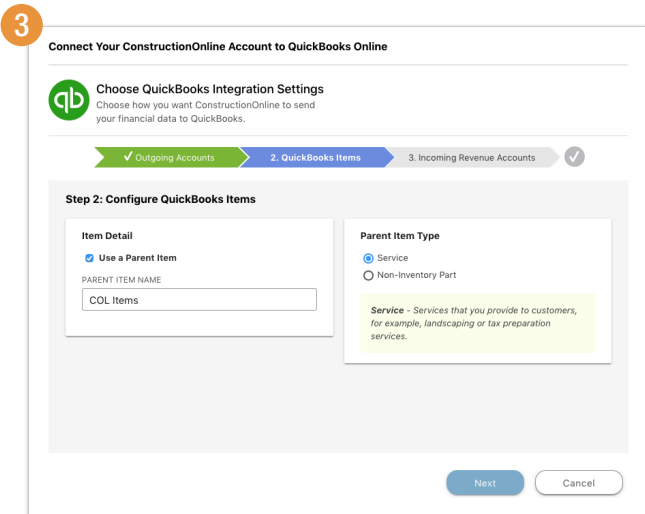 3
Connect Your ConstructionOnline Account to QuickBooks Online
qb
Choose QuickBooks Integration Settings
Choose how you want ConstructionOnline to send
your financial data to QuickBooks.
Outgoing Accounts
2. QuickBooks Items
3. Incoming Revenue Accounts
Step 2: Configure QuickBooks Items
Item Detail
Use a Parent Item
PARENT ITEM NAME
COL Items
Parent Item Type
Service
Non-Inventory Part
Service - Services that you provide to customers,
for example, landscaping or tax preparation
services.
Next
Cancel